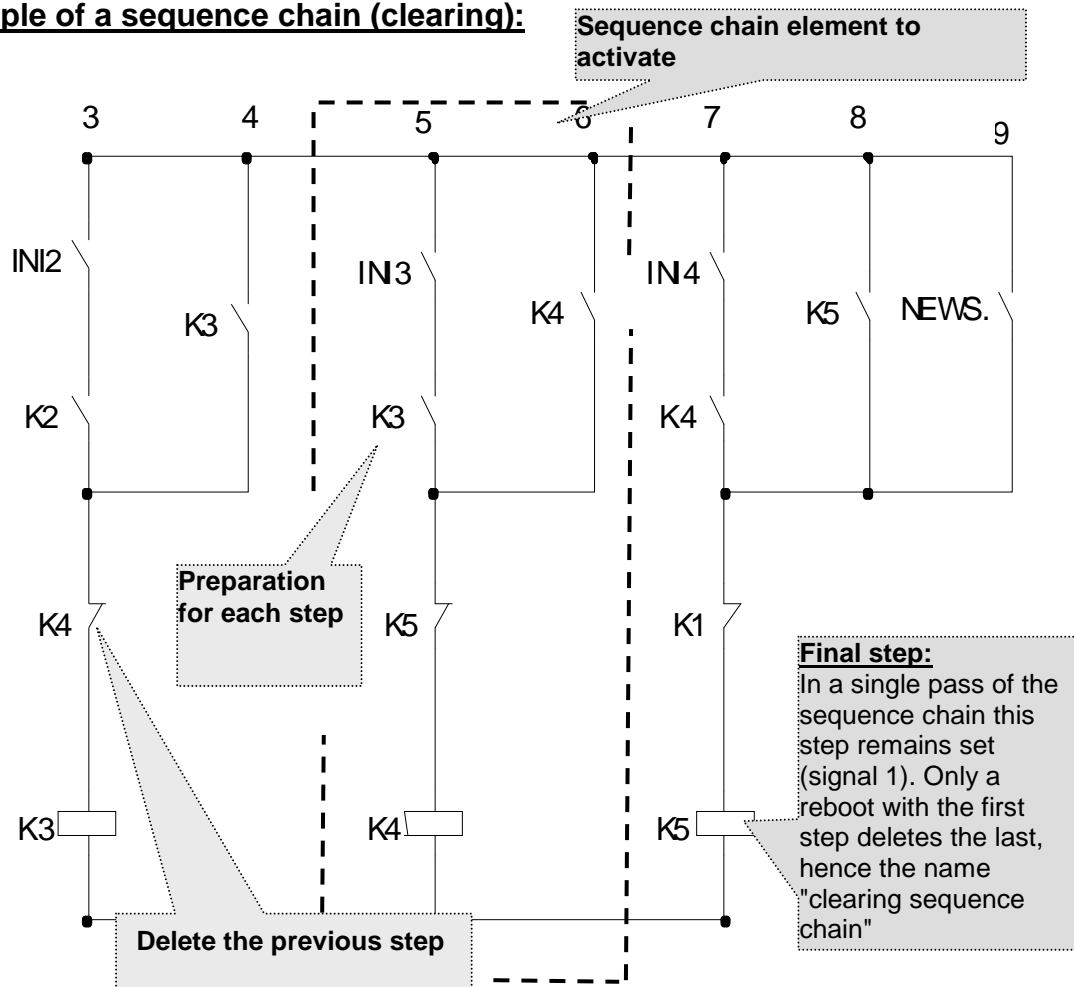 ple of a sequence chain (clearing):
Sequence chain element to
activate
3
4
5
6
7
8
9
INI2
K3
INI3
K4
INI4
K5
NEWS.
K2
K3
K4
Preparation
for each step
K4
K5
K1
Final step:
In a single pass of the
sequence chain this
step remains set
(signal 1). Only a
reboot with the first
step deletes the last,
hence the name
"clearing sequence
chain"
K3
K4
K5
Delete the previous step